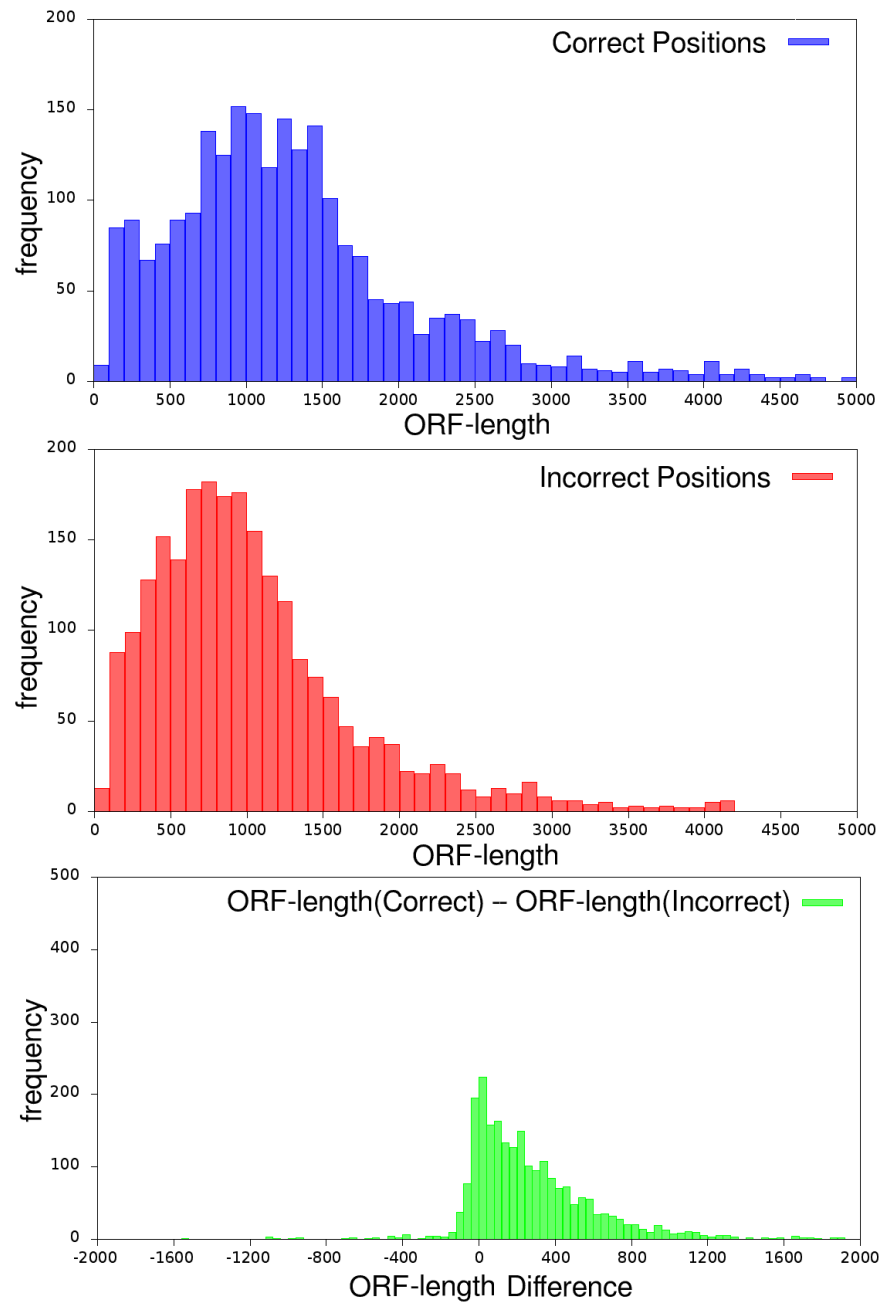 200
150
100
50
0
frequency
Correct Positions
0 500 1000 1500 2000 2500 3000 3500 4000 4500 5000
ORF-length
200
150
100
50
0
frequency
Incorrect Positions
0 500 1000 1500 2000 2500 3000 3500 4000 4500 5000
ORF-length
500
400
300
200
100
0
frequency
ORF-length(Correct) -- ORF-length(Incorrect)
-2000 -1600 -1200 -800 -400 0 400 800 1200 1600 2000
ORF-length Difference